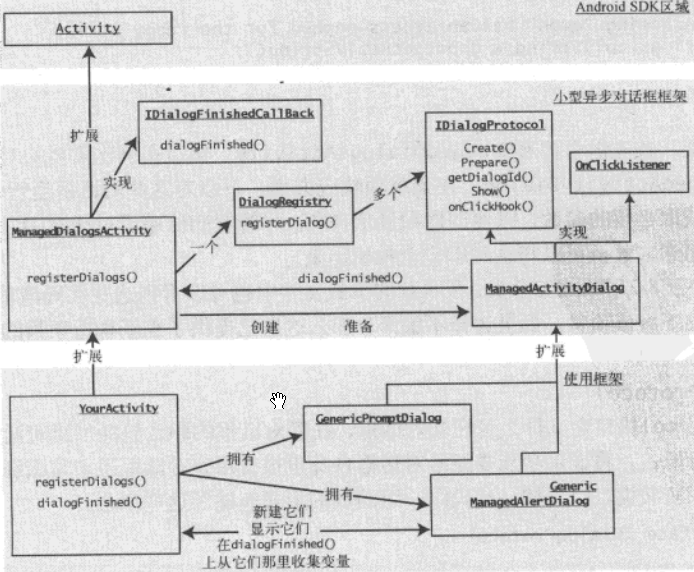 Android SDK区域
Activity
小型异步对话框框架
扩展
IDialogFinishedCallBack
dialogFinished()
IDialogProtocol
Create()
Prepare()
getDialogId()
Show()
onClickHook()
OnClickListener
实现
DialogRegistry
registerDialog()
多个
ManagedDialogsActivity
registerDialogs()
一个
实现
dialogFinished()
ManagedActivityDialog
创建
准备
扩展
扩展
使用框架
YourActivity
registerDialogs()
dialogFinished()
GenericPromptDialog
拥有
拥有
Generic
ManagedAlertDialog
新建它们
显示它们
在dialogFinished()
上从它们那里收集变量